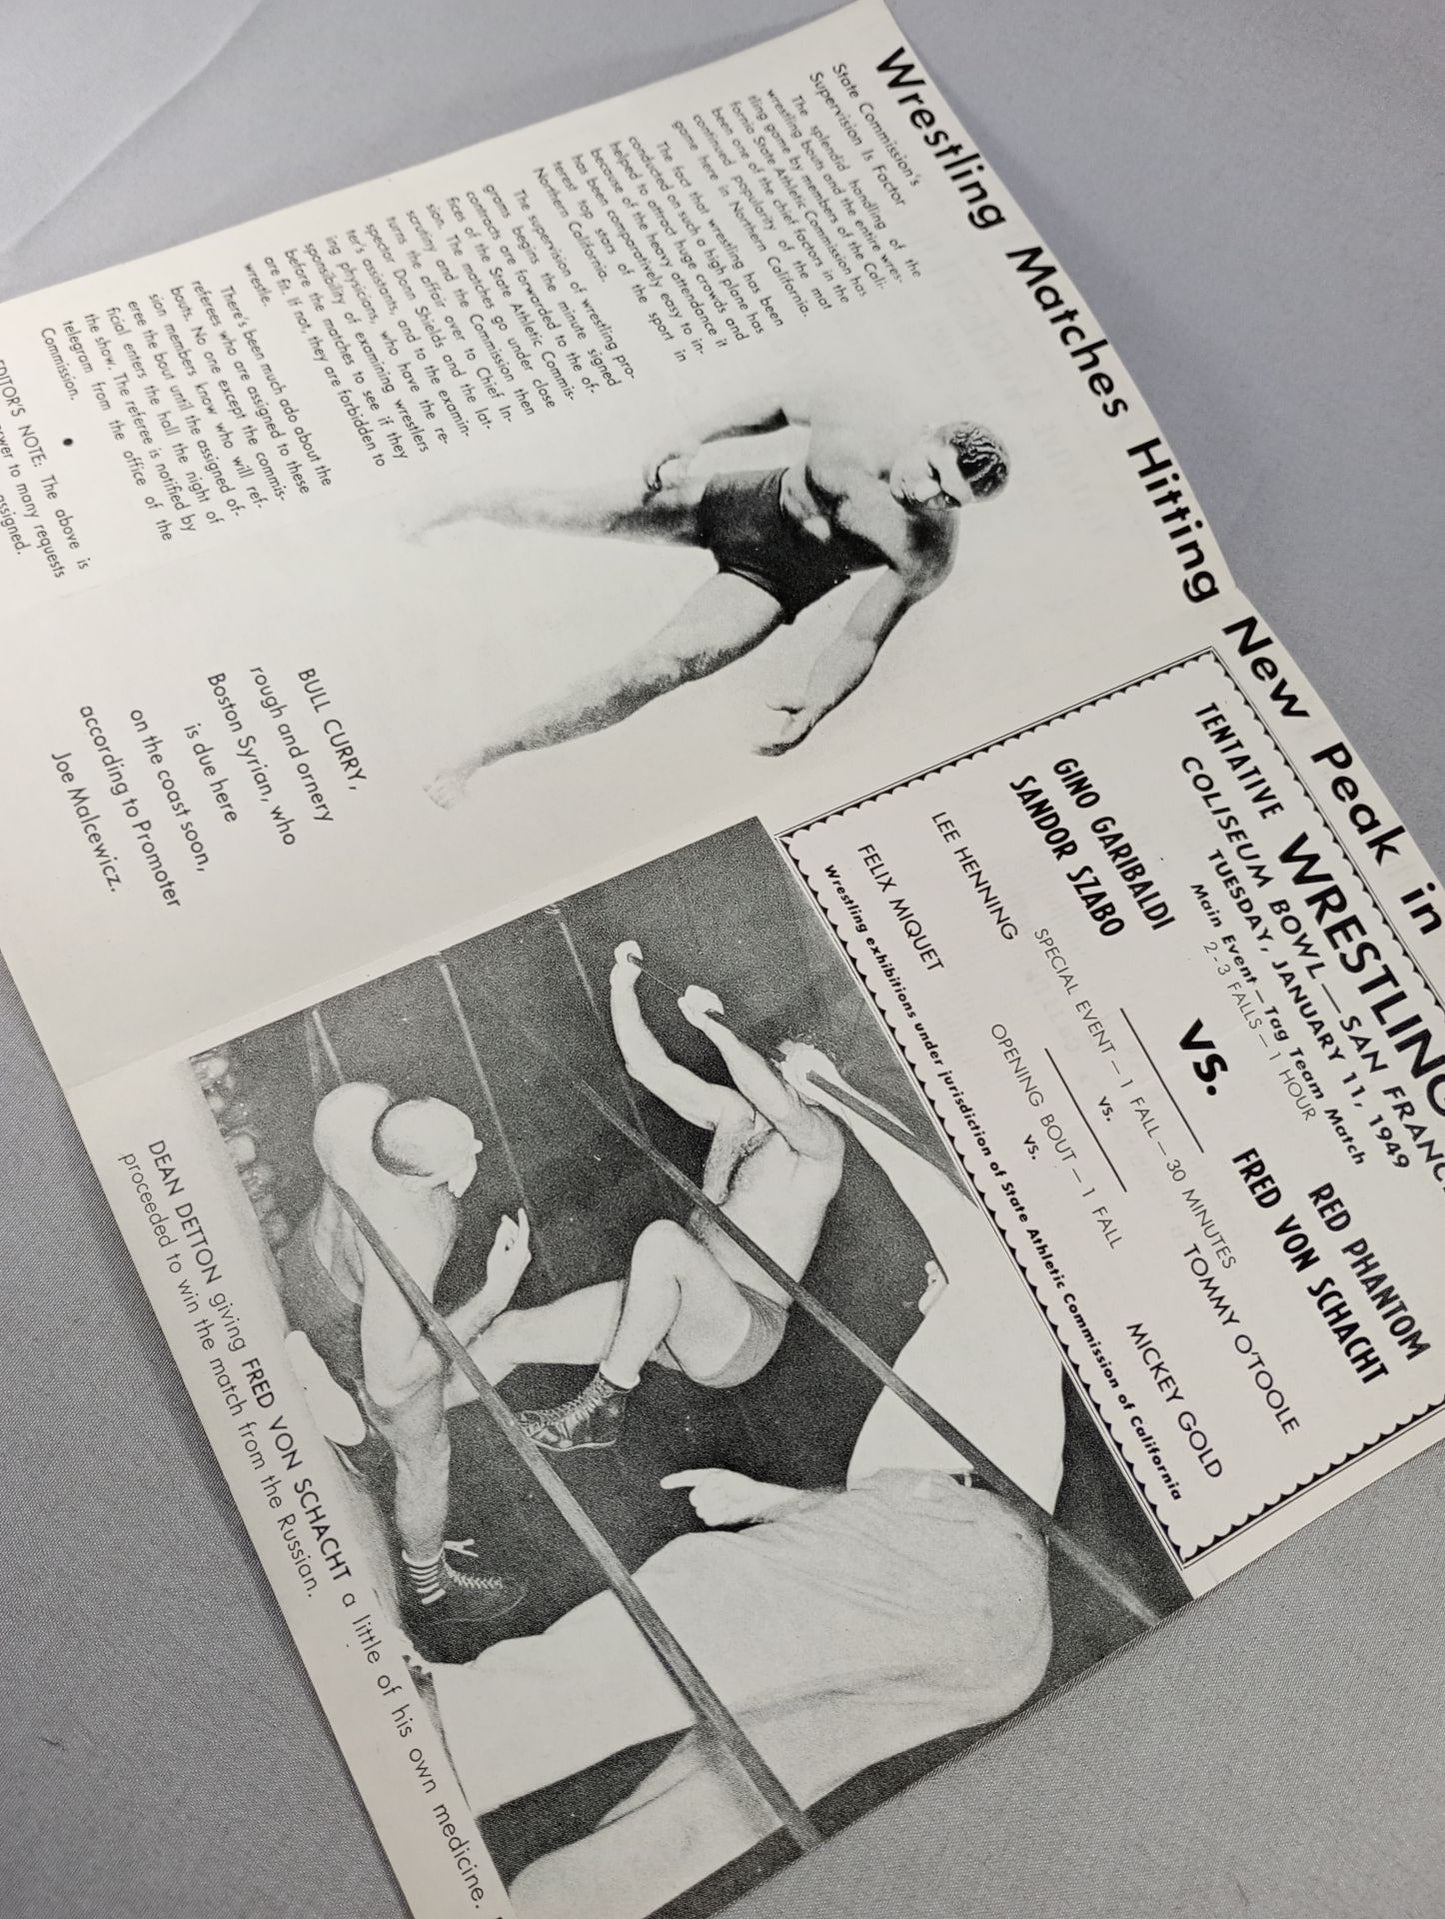 Wrestling Matches Hitting New Peak in
State Commission's
Supervision Is Factor
The splendid handling of the
wrestling bouts and the entire wres-
tling game by members of the Cali-
fornia State Athletic Commission has
been one of the chief factors in the
continued popularity of the mat
game here in Northern California.
The fact that wrestling has been
conducted on such a high plane has
helped to attract huge crowds and
because of the heavy attendance it
has been comparatively easy to in-
terest top stars of the sport in
Northern California.
The supervision of wrestling pro-
grams begins the minute signed
contracts are forwarded to the of-
fices of the State Athletic Commis-
sion. The matches go under close
scrutiny and the Commission then
turns the affair over to Chief In-
spector Donn Shields and the lat-
ter's assistants, and to the examin-
ing physicians, who have the re-
sponsibility of examining wrestlers
before the matches to see if they
are fit. If not, they are forbidden to
wrestle.
There's been much ado about the
referees who are assigned to these
bouts. No one except the commis-
sion members know who will ref-
eree the bout until the assigned of-
ficial enters the hall the night of
the show. The referee is notified by
telegram from the office of the
Commission.
EDITOR'S NOTE: The above is
to many requests
assigned.
BULL CURRY,
rough and ornery
Boston Syrian, who
is due here
on the coast soon,
according to Promoter
Joe Malcewicz.
TENTATIVE WRESTLING
COLISEUM BOWL—SAN FRANC
TUESDAY, JANUARY 11, 1949
Main Event — Tag Team Match
2-3 FALLS — 1 HOUR
GINO GARIBALDI
SANDOR SZABO
VS.
RED PHANTOM
FRED VON SCHACHT
SPECIAL EVENT — 1 FALL — 30 MINUTES
LEE HENNING vs. TOMMY O'TOOLE
OPENING BOUT — 1 FALL
FELIX MIQUET vs. MICKEY GOLD
Wrestling exhibitions under jurisdiction of State Athletic Commission of California
DEAN DETTON giving FRED VON SCHACHT a little of his own medicine.
proceeded to win the match from the Russian.